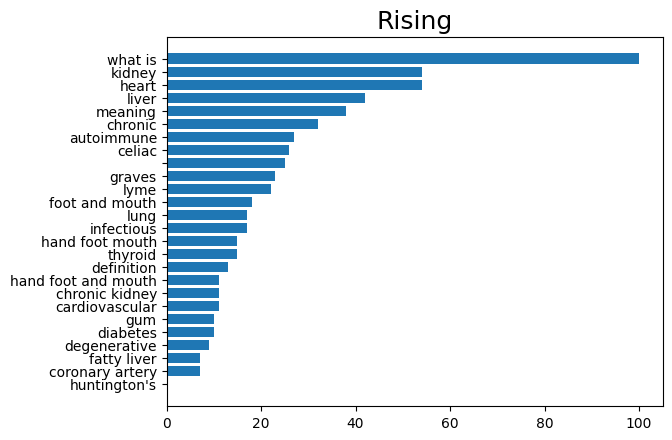 Rising
what is
kidney
heart
liver
meaning
chronic
autoimmune
celiac
graves
lyme
foot and mouth
lung
infectious
hand foot mouth
thyroid
definition
hand foot and mouth
chronic kidney
cardiovascular
gum
diabetes
degenerative
fatty liver
coronary artery
huntington's
0 20 40 60 80 100